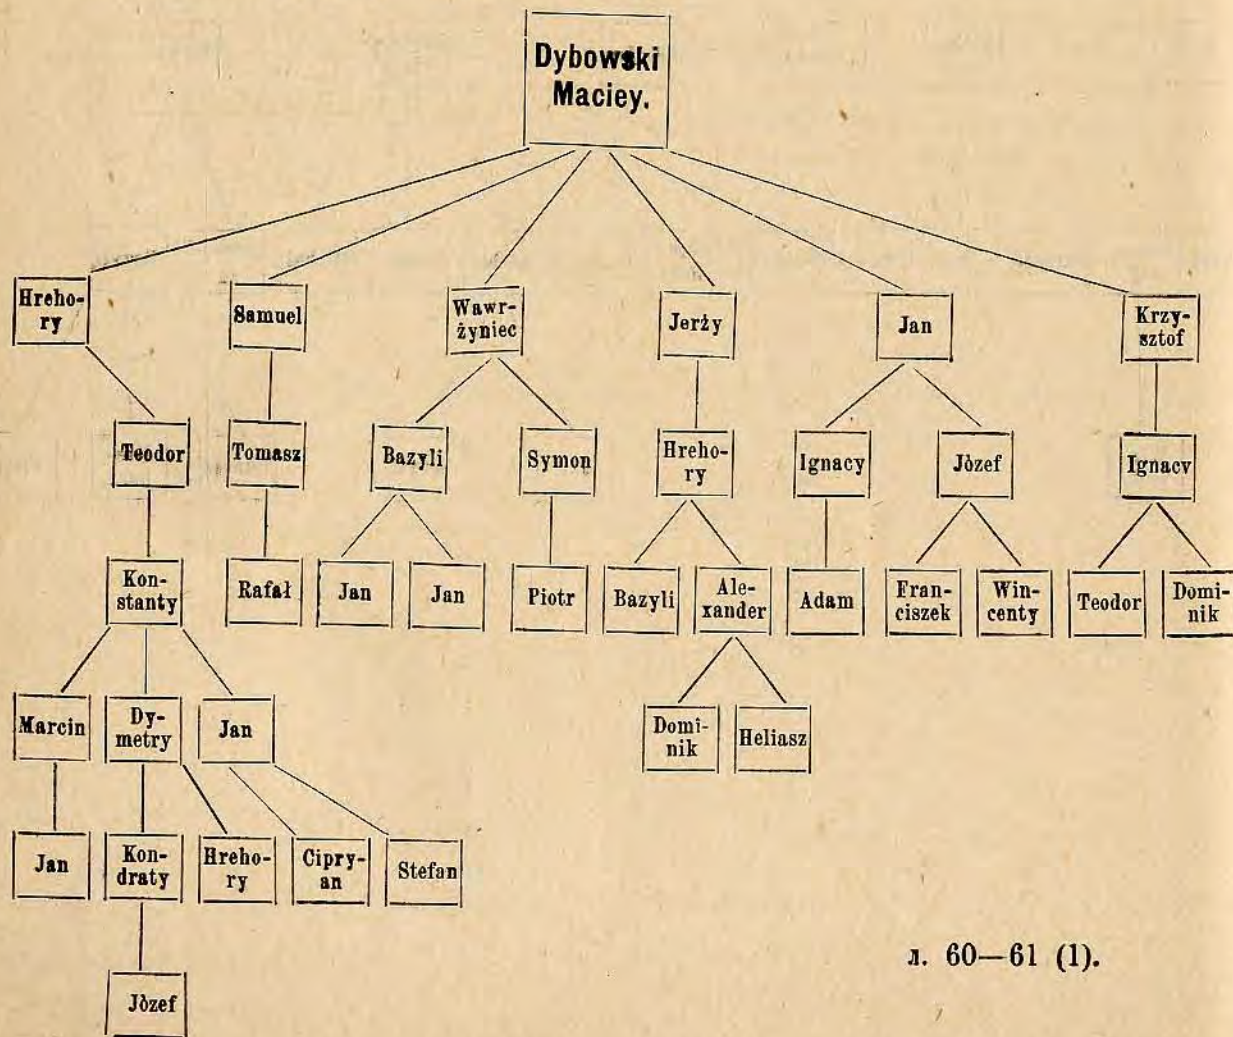 Dybowski
Maciey.
Hreho-
ry
Samuel
Wawr-
żyniec
Jerży
Jan
Krzy-
sztof
Teodor
Tomasz
Bazyli
Symon
Hreho-
ry
Ignacy
Jòzef
Ignacy
Kon-
stanty
Rafał
Jan
Jan
Piotr
Bazyli
Ale-
xander
Adam
Fran-
ciszek
Win-
centy
Teodor
Domi-
nik
Marcin
Dy-
metry
Jan
Domi-
nik
Heliasz
Jan
Kon-
draty
Hreho-
ry
Cipry-
an
Stefan
Jòzef
л. 60—61 (1).